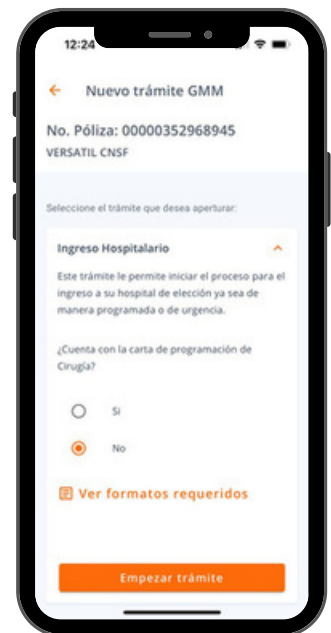 12:24
Nuevo trámite GMM
No. Póliza: 00000352968945
VERSATIL CNSF
Seleccione el trámite que desea aperturar:
Ingreso Hospitalario
Este trámite le permite iniciar el proceso para el
ingreso a su hospital de elección ya sea de
manera programada o de urgencia.
¿Cuenta con la carta de programación de
Cirugía?
Si
No
Ver formatos requeridos
Empezar trámite